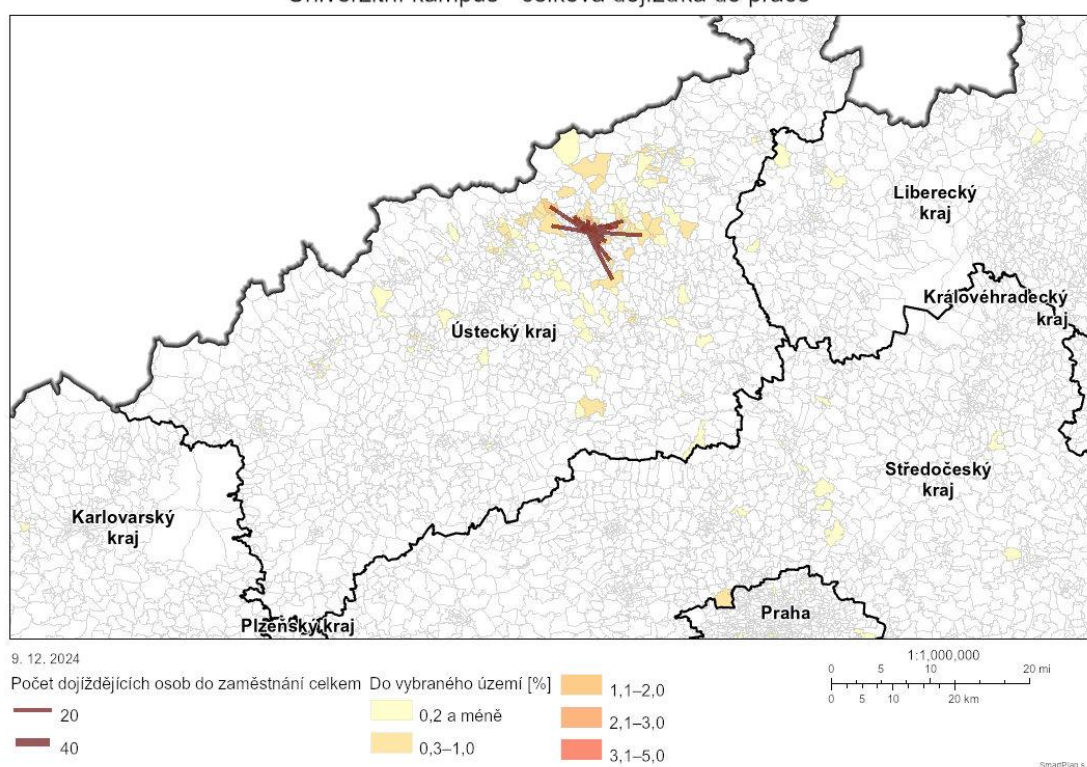 Univerzitní kampus - celková dojížďka do práce
Liberecký
kraj
Královéhradecký
kraj
Ústecký kraj
Středočeský
kraj
Karlovarský
kraj
Plzeňský kraj
Praha
9. 12. 2024
1:1,000,000
0 5 10 20 mi
0 5 10 20 km
Počet dojíždějících osob do zaměstnání celkem
20
40
Do vybraného území [%]
0,2 a méně
0,3–1,0
1,1–2,0
2,1–3,0
3,1–5,0